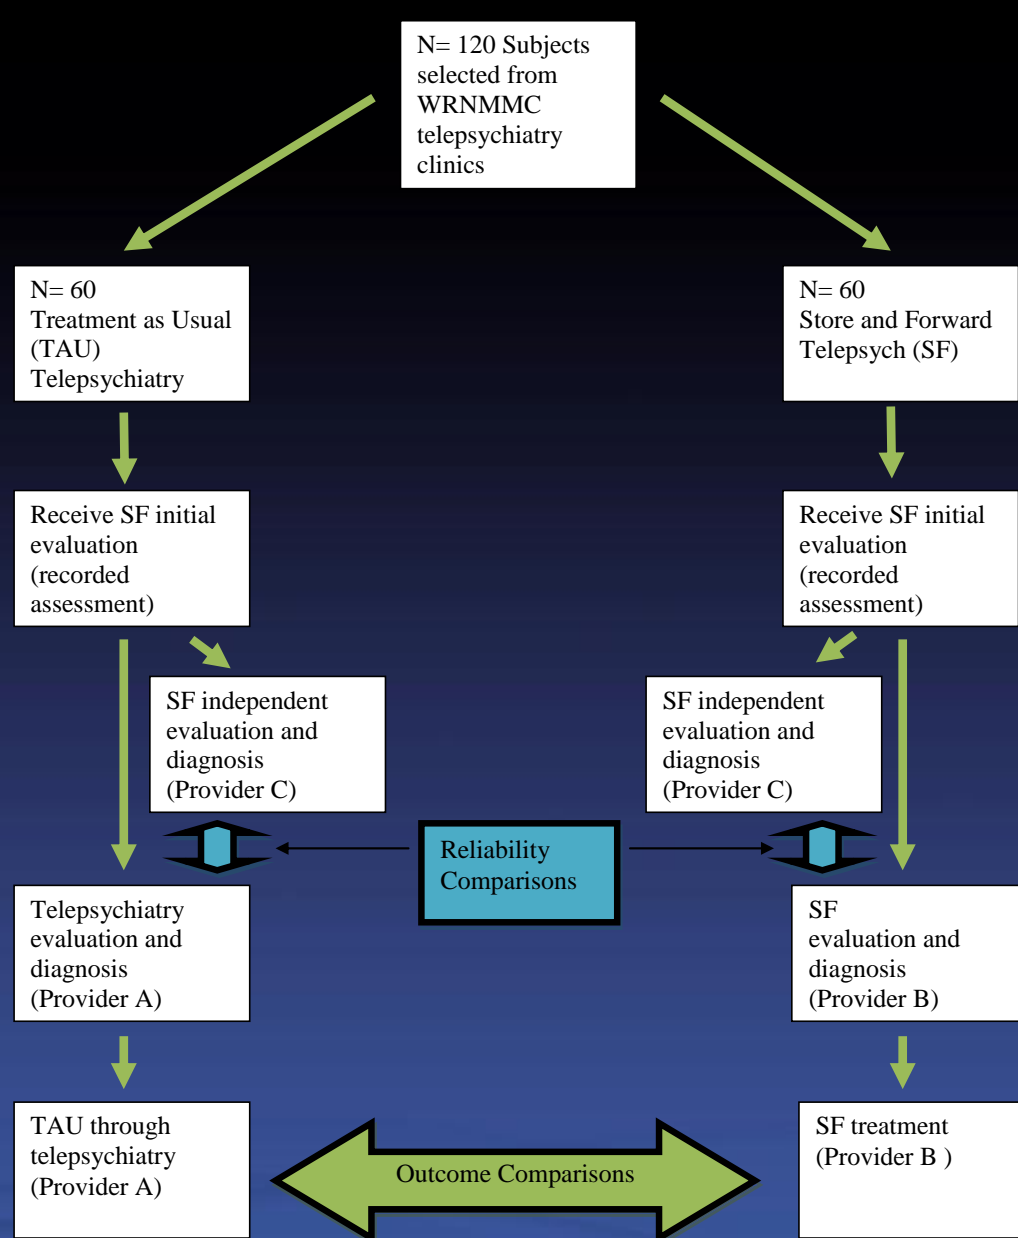 N= 120 Subjects
selected from
WRNMMC
telepsychiatry
clinics
N= 60
Treatment as Usual
(TAU)
Telepsychiatry
N= 60
Store and Forward
Telepsych (SF)
Receive SF initial
evaluation
(recorded
assessment)
Receive SF initial
evaluation
(recorded
assessment)
SF independent
evaluation and
diagnosis
(Provider C)
SF independent
evaluation and
diagnosis
(Provider C)
Reliability
Comparisons
Telepsychiatry
evaluation and
diagnosis
(Provider A)
SF
evaluation and
diagnosis
(Provider B)
TAU through
telepsychiatry
(Provider A)
Outcome Comparisons
SF treatment
(Provider B )